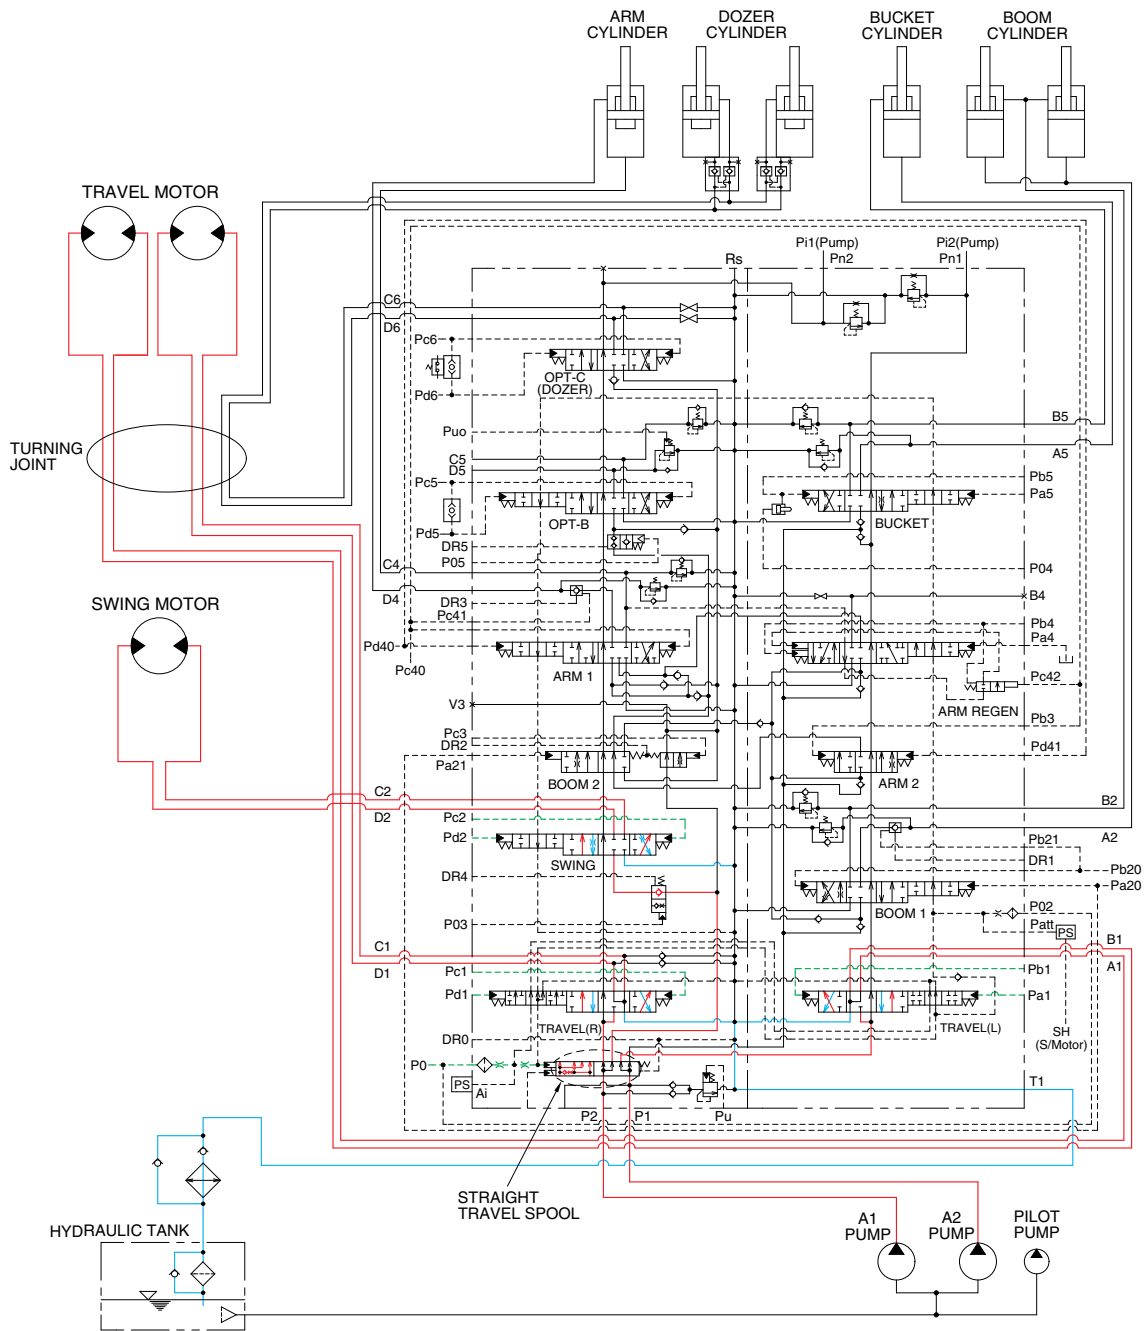 ARM
CYLINDER
DOZER
CYLINDER
BUCKET
CYLINDER
BOOM
CYLINDER
TRAVEL MOTOR
Pi1(Pump)
Pn2
Pi2(Pump)
Pn1
Rs
C6
D6
Pc6
Pd6
OPT-C
(DOZER)
TURNING
JOINT
Puo
C5
D5
Pc5
Pd5
OPT-B
DR5
P05
B5
A5
Pb5
Pa5
BUCKET
P04
C4
D4
DR3
Pc41
Pd40
Pc40
ARM 1
B4
Pb4
Pa4
Pc42
ARM REGEN
SWING MOTOR
V3
Pc3
DR2
Pa21
BOOM 2
Pb3
Pd41
ARM 2
C2
D2
Pc2
Pd2
SWING
B2
A2
Pb21
DR1
Pb20
Pa20
BOOM 1
DR4
P03
P02
Patt
PS
C1
D1
Pc1
Pd1
TRAVEL(R)
B1
A1
Pb1
Pa1
TRAVEL(L)
SH
(S/Motor)
DR0
P0
PS
Ai
T1
P2
P1
Pu
STRAIGHT
TRAVEL SPOOL
HYDRAULIC TANK
A1
PUMP
A2
PUMP
PILOT
PUMP